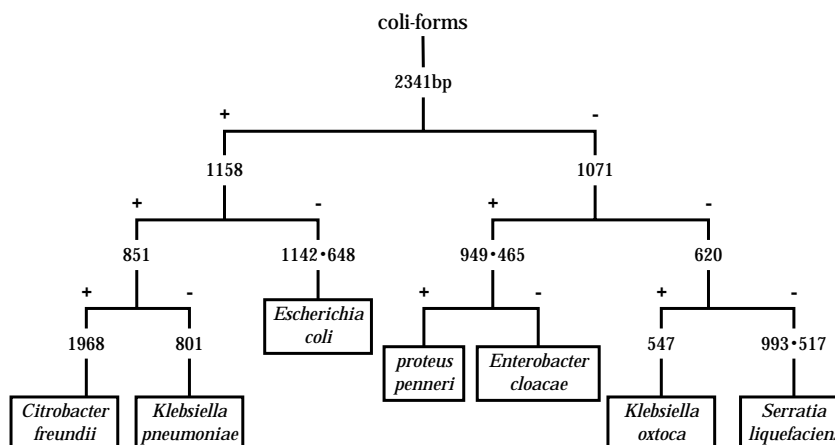 coli-forms
2341bp
+ -
1158 1071
+ - + -
851 1142•648 949•465 620
+ - + - + -
Escherichia
coli
1968 801 547 993•517
proteus
penneri
Enterobacter
cloacae
Citrobacter
freundii
Klebsiella
pneumoniae
Klebsiella
oxtoca
Serratia
liquefaciens